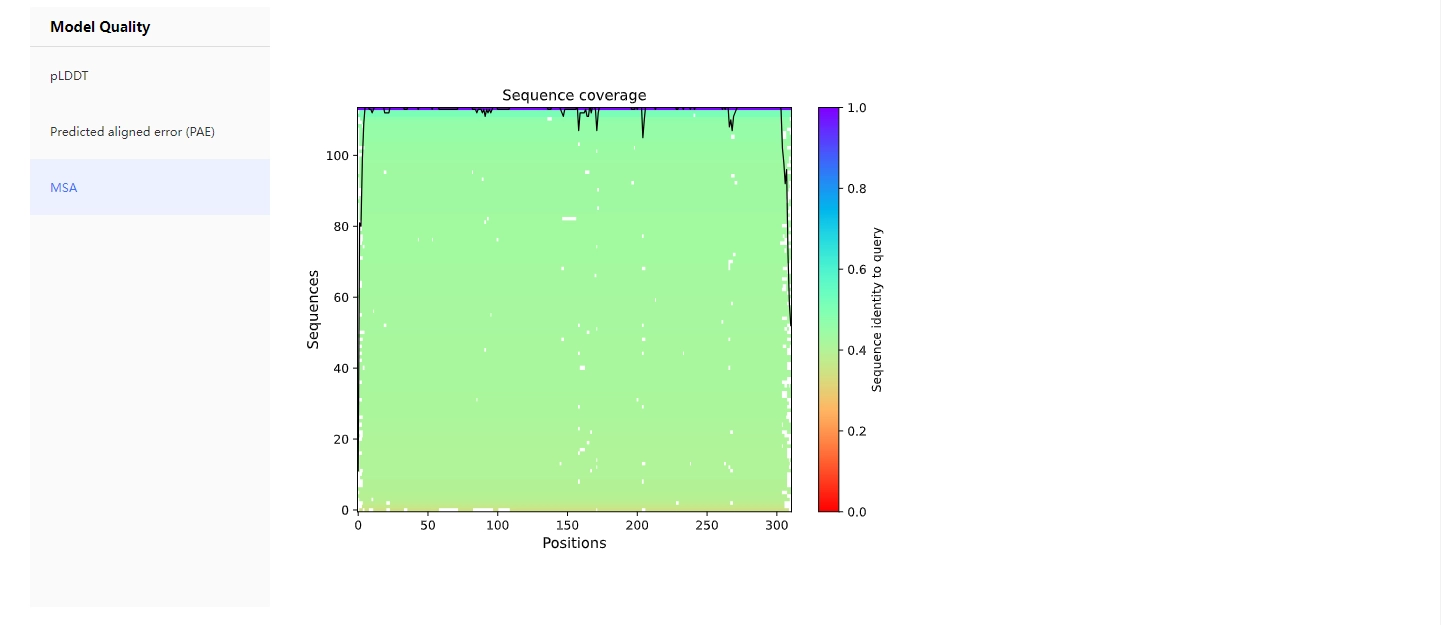 Model Quality
pLDDT
Predicted aligned error (PAE)
MSA
Sequence coverage
Sequences
100
80
60
40
20
0
0 50 100 150 200 250 300
Positions
1.0
0.8
0.6
0.4
0.2
0.0
Sequence identity to query